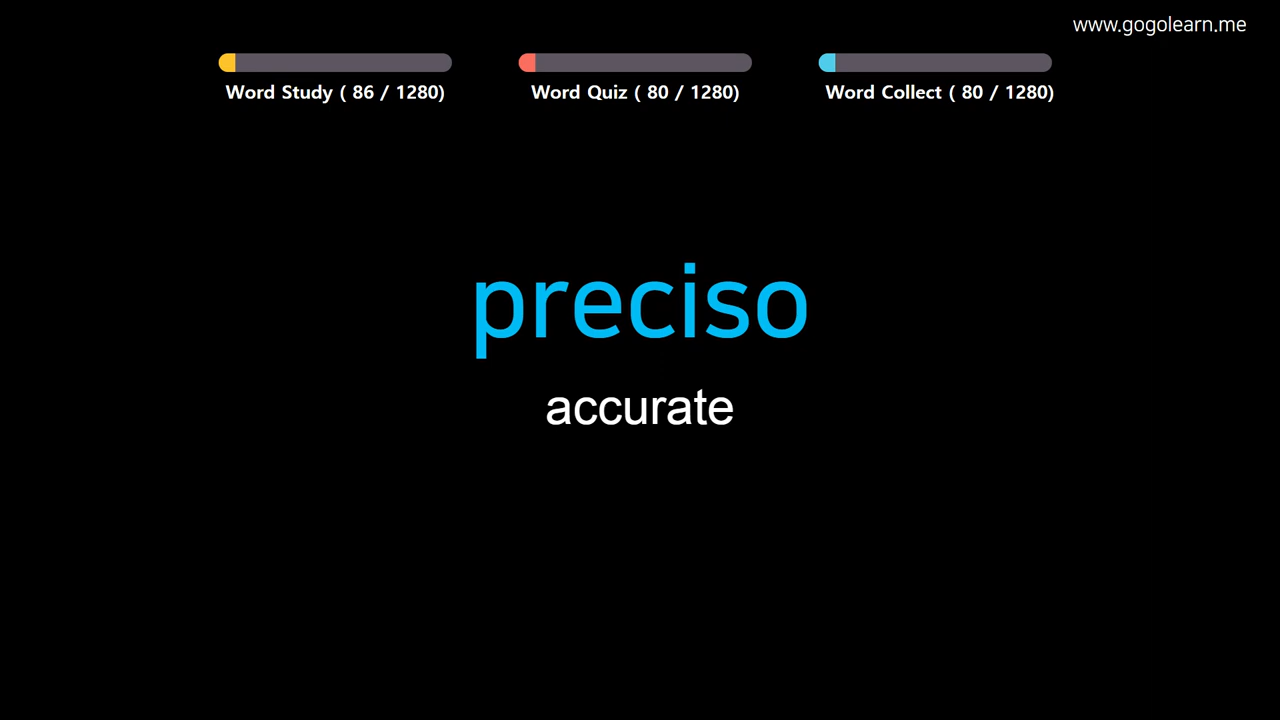 www.gogolearn.me
Word Study ( 86 / 1280)
Word Quiz ( 80 / 1280)
Word Collect ( 80 / 1280)
preciso
accurate